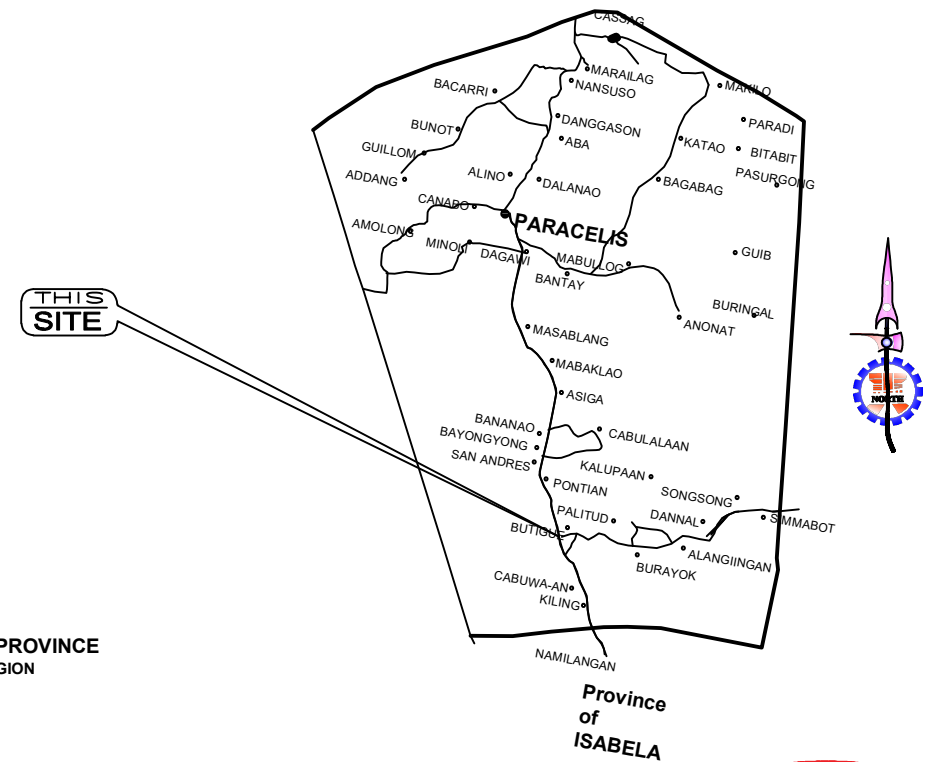 CASSAG
MARAILAG
NANSUSO
BACARRI
MAKILO
DANGGASON
PARADI
BUNOT
ABA
KATAO
BITABIT
GUILLOM
PASURGONG
ADDANG
ALINO
DALANAO
BAGABAG
CANABO
PARACELIS
AMOLONG
MINOLI
DAGAWI
MABULLOG
GUIB
BANTAY
BURINGAL
ANONAT
THIS
SITE
MASABLANG
MABAKLAO
ASIGA
NORTH
BANANAO
CABULALAAN
BAYONGYONG
SAN ANDRES
KALUPAAN
PONTIAN
SONGSONG
PALITUD
DANNAL
SIMMABOT
BUTIGUE
ALANGIINGAN
BURAYOK
CABUWA-AN
KILING
NAMILANGAN
PROVINCE
GION
Province
of
ISABELA